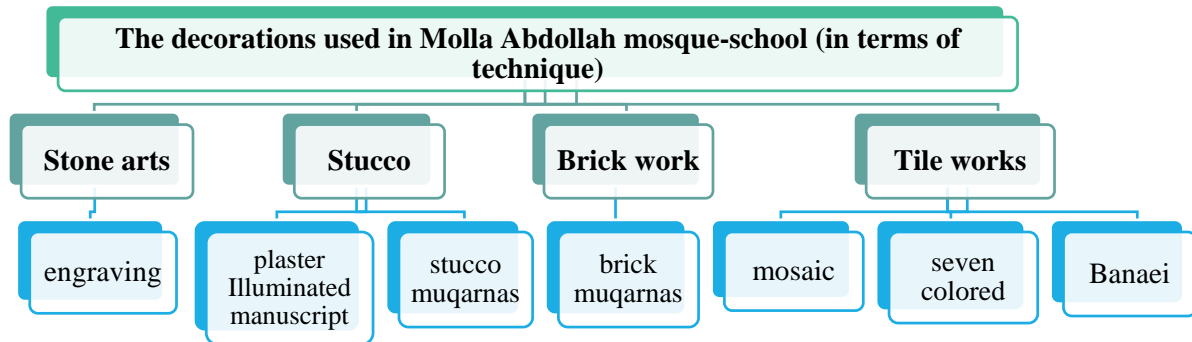 The decorations used in Molla Abdollah mosque-school (in terms of
technique)
Stone arts
Stucco
Brick work
Tile works
engraving
plaster
Illuminated
manuscript
stucco
muqarnas
brick
muqarnas
mosaic
seven
colored
Banaei